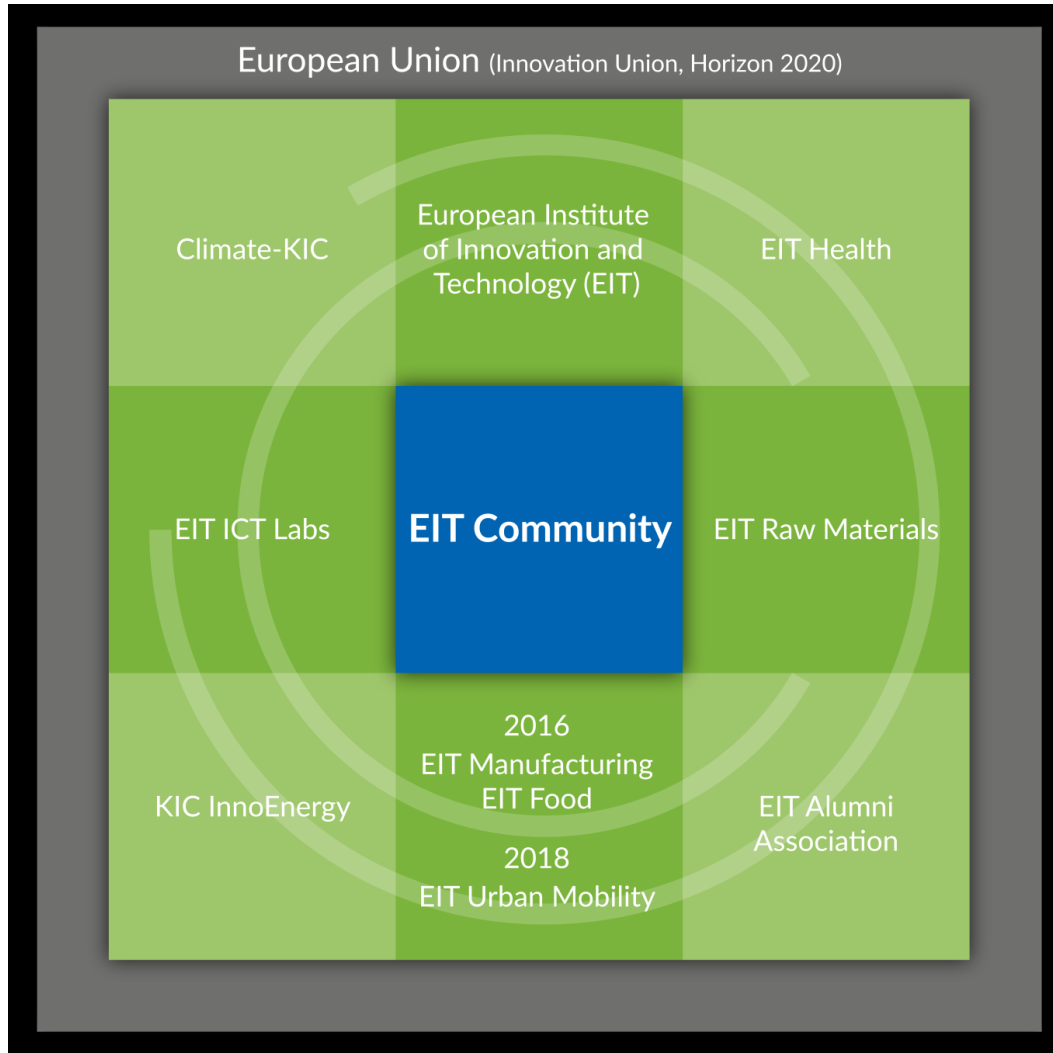 European Union (Innovation Union, Horizon 2020)
Climate-KIC
European Institute
of Innovation and
Technology (EIT)
EIT Health
EIT ICT Labs
EIT Community
EIT Raw Materials
KIC InnoEnergy
2016
EIT Manufacturing
EIT Food
2018
EIT Urban Mobility
EIT Alumni
Association